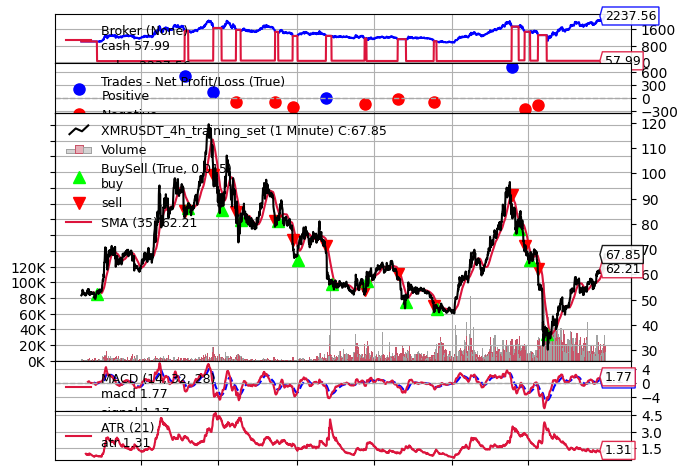 Broker (None)
cash 57.99
2237.56
1600
800
0
57.99
Trades - Net Profit/Loss (True)
Positive
600
300
0
−300
XMRUSDT_4h_training_set (1 Minute) C:67.85
Volume
BuySell (True, 0.015
buy
sell
SMA (35) 62.21
120
110
100
90
80
70
67.85
62.21
60
50
40
30
120K
100K
80K
60K
40K
20K
0K
MACD (14, 32, 28)
macd 1.77
signal 1.17
4
1.77
0
−4
ATR (21)
atr 1.31
4.5
3.0
1.5
1.31